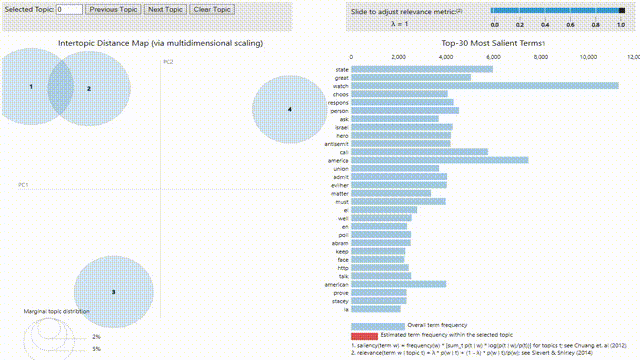 Selected Topic: 0 Previous Topic Next Topic Clear Topic
Slide to adjust relevance metric:(2)
λ = 1
0.0 0.2 0.4 0.6 0.8 1.0
Intertopic Distance Map (via multidimensional scaling)
PC2
PC1
1
2
3
4
Marginal topic distribtion
2%
5%
Top-30 Most Salient Terms1
0 2,000 4,000 6,000 8,000 10,000 12,00
state
great
watch
choos
respons
person
ask
israel
hero
antisemit
call
america
union
admit
evilher
matter
must
el
well
en
poll
abram
keep
face
http
talk
american
prove
stacey
la
Overall term frequency
Estimated term frequency within the selected topic
1. saliency(term w) = frequency(w) * [sum_t p(t | w) * log(p(t | w)/p(t))] for topics t; see Chuang et. al (2012)
2. relevance(term w | topic t) = λ * p(w | t) + (1 - λ) * p(w | t)/p(w); see Sievert & Shirley (2014)